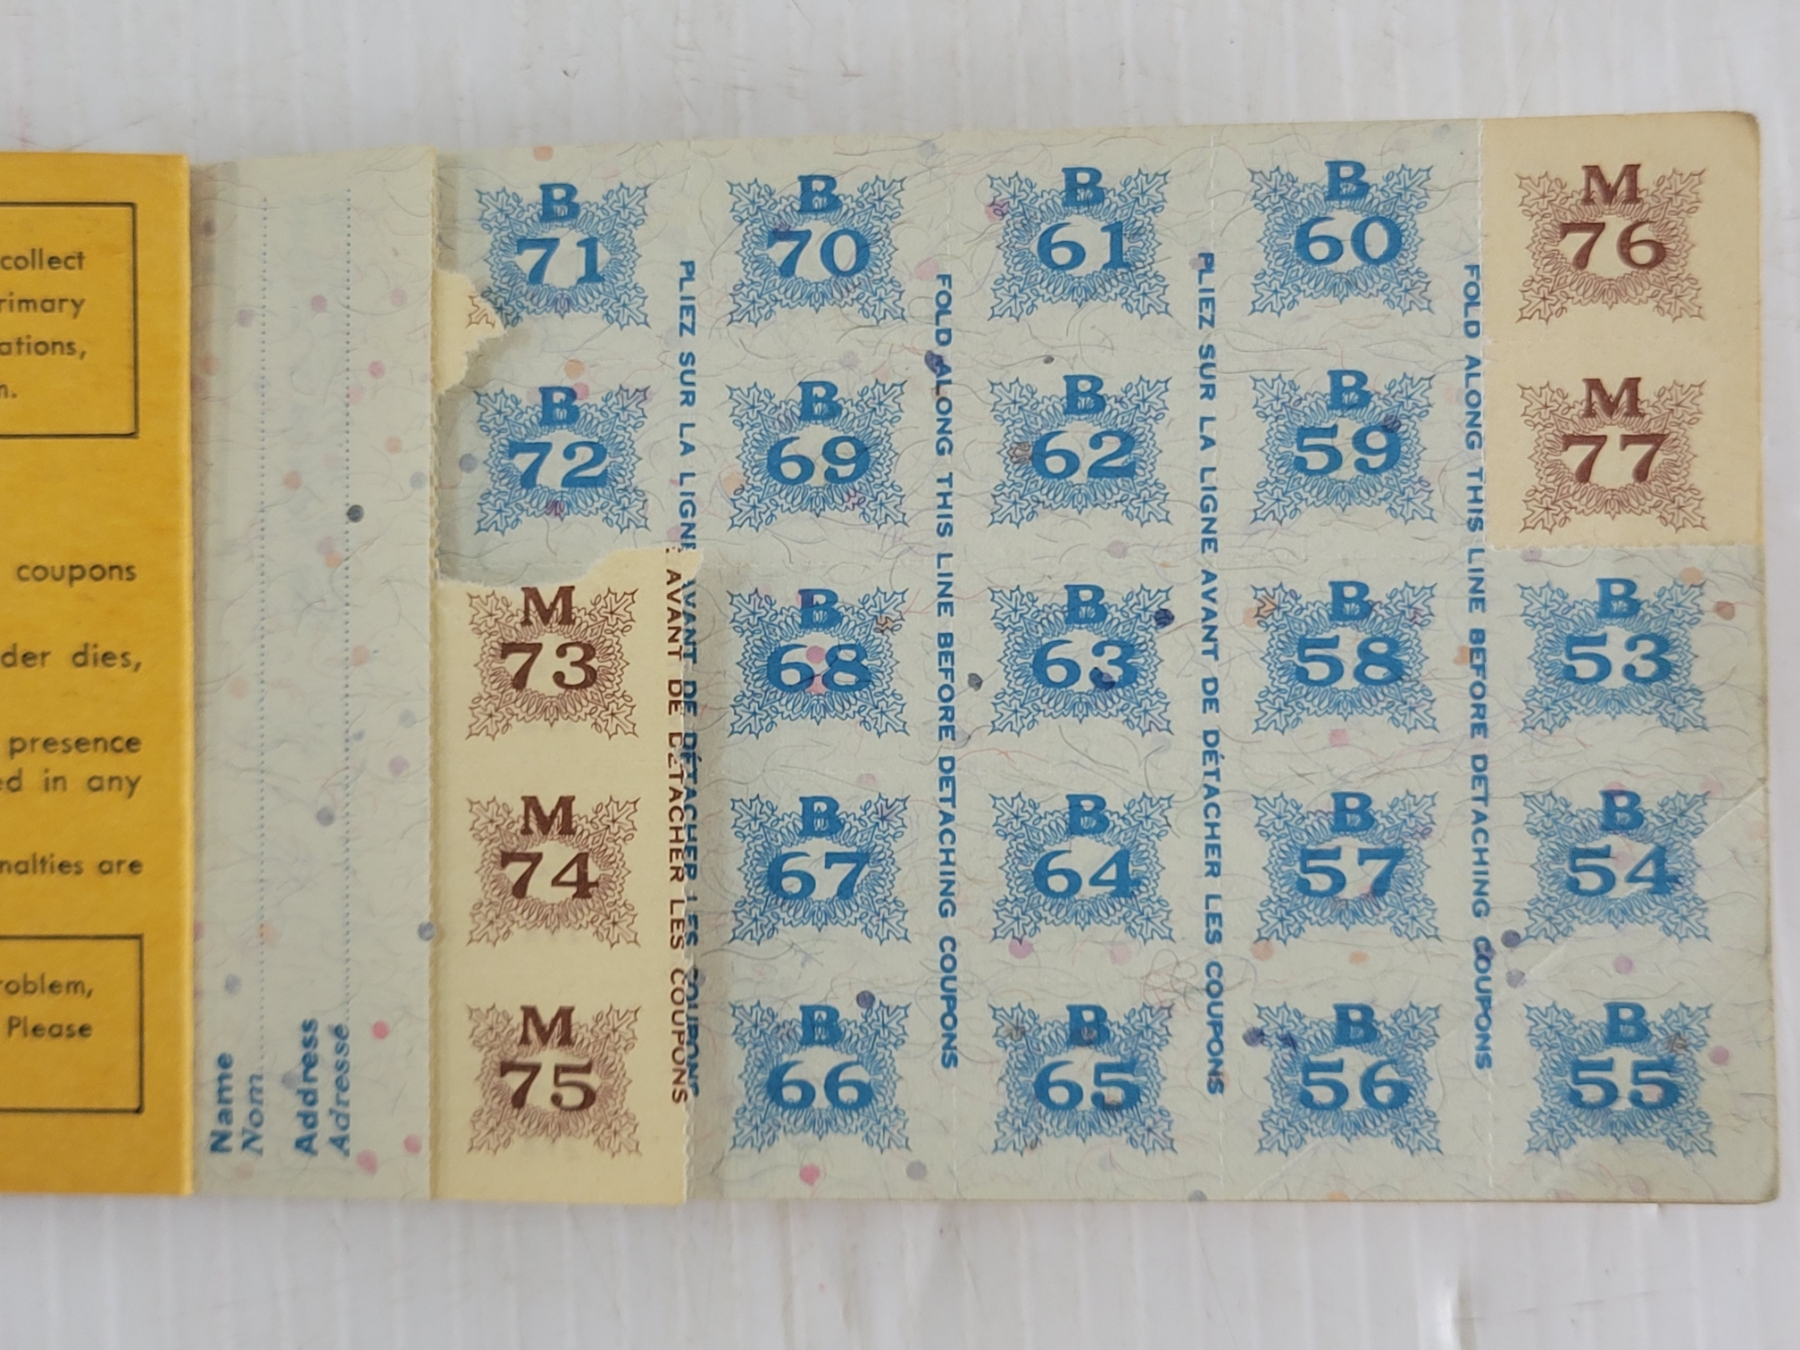 collect
rimary
ations,
n.
coupons
der dies,
presence
ed in any
nalties are
roblem,
Please
Name
Nom
Address
Adresse
B
71
B
70
B
61
B
60
M
76
B
72
B
69
B
62
B
59
M
77
M
73
B
68
B
63
B
58
B
53
M
74
B
67
B
64
B
57
B
54
M
75
B
66
B
65
B
56
B
55
PLIEZ SUR LA LIGNE AVANT DE DÉTACHER LES COUPONS
AVANT DE DÉTACHER LES COUPONS
FOLD ALONG THIS LINE BEFORE DETACHING COUPONS
PLIEZ SUR LA LIGNE AVANT DE DÉTACHER LES COUPONS
FOLD ALONG THIS LINE BEFORE DETACHING COUPONS